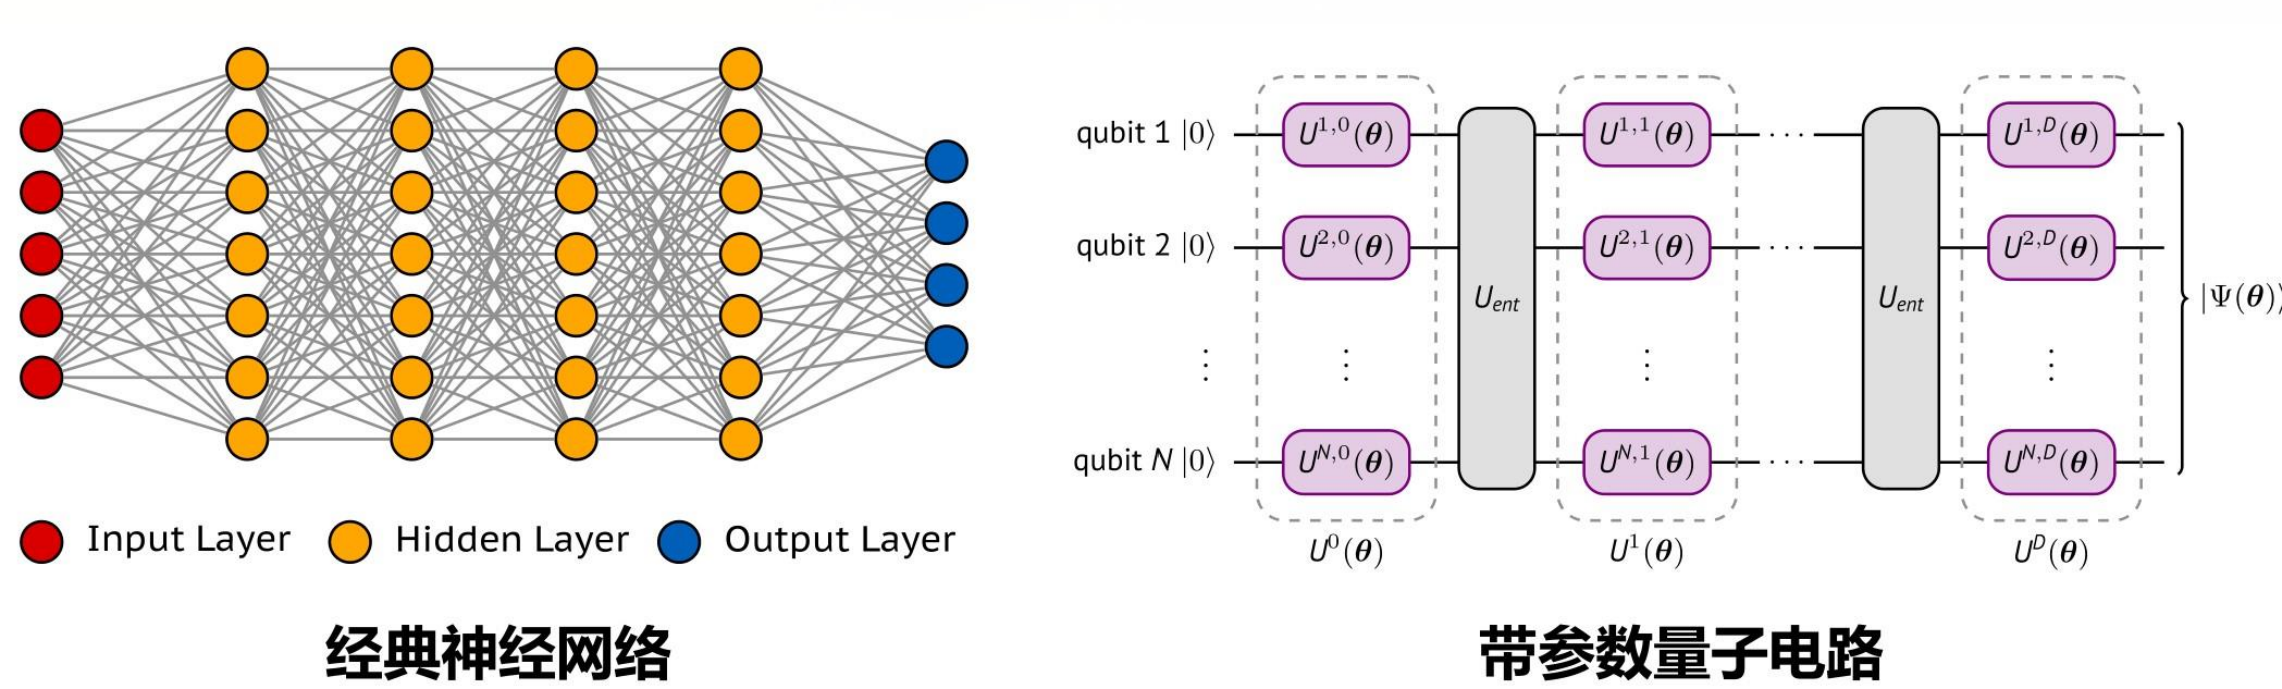 Input Layer Hidden Layer Output Layer
经典神经网络
qubit 1 |0⟩ U^{1,0}(θ) U^{1,1}(θ) ··· U^{1,D}(θ)
qubit 2 |0⟩ U^{2,0}(θ) U^{2,1}(θ) ··· U^{2,D}(θ)
U_{ent} U_{ent} |Ψ(θ)⟩
⋮ ⋮ ⋮ ⋮
qubit N |0⟩ U^{N,0}(θ) U^{N,1}(θ) ··· U^{N,D}(θ)
U^0(θ) U^1(θ) U^D(θ)
带参数量子电路